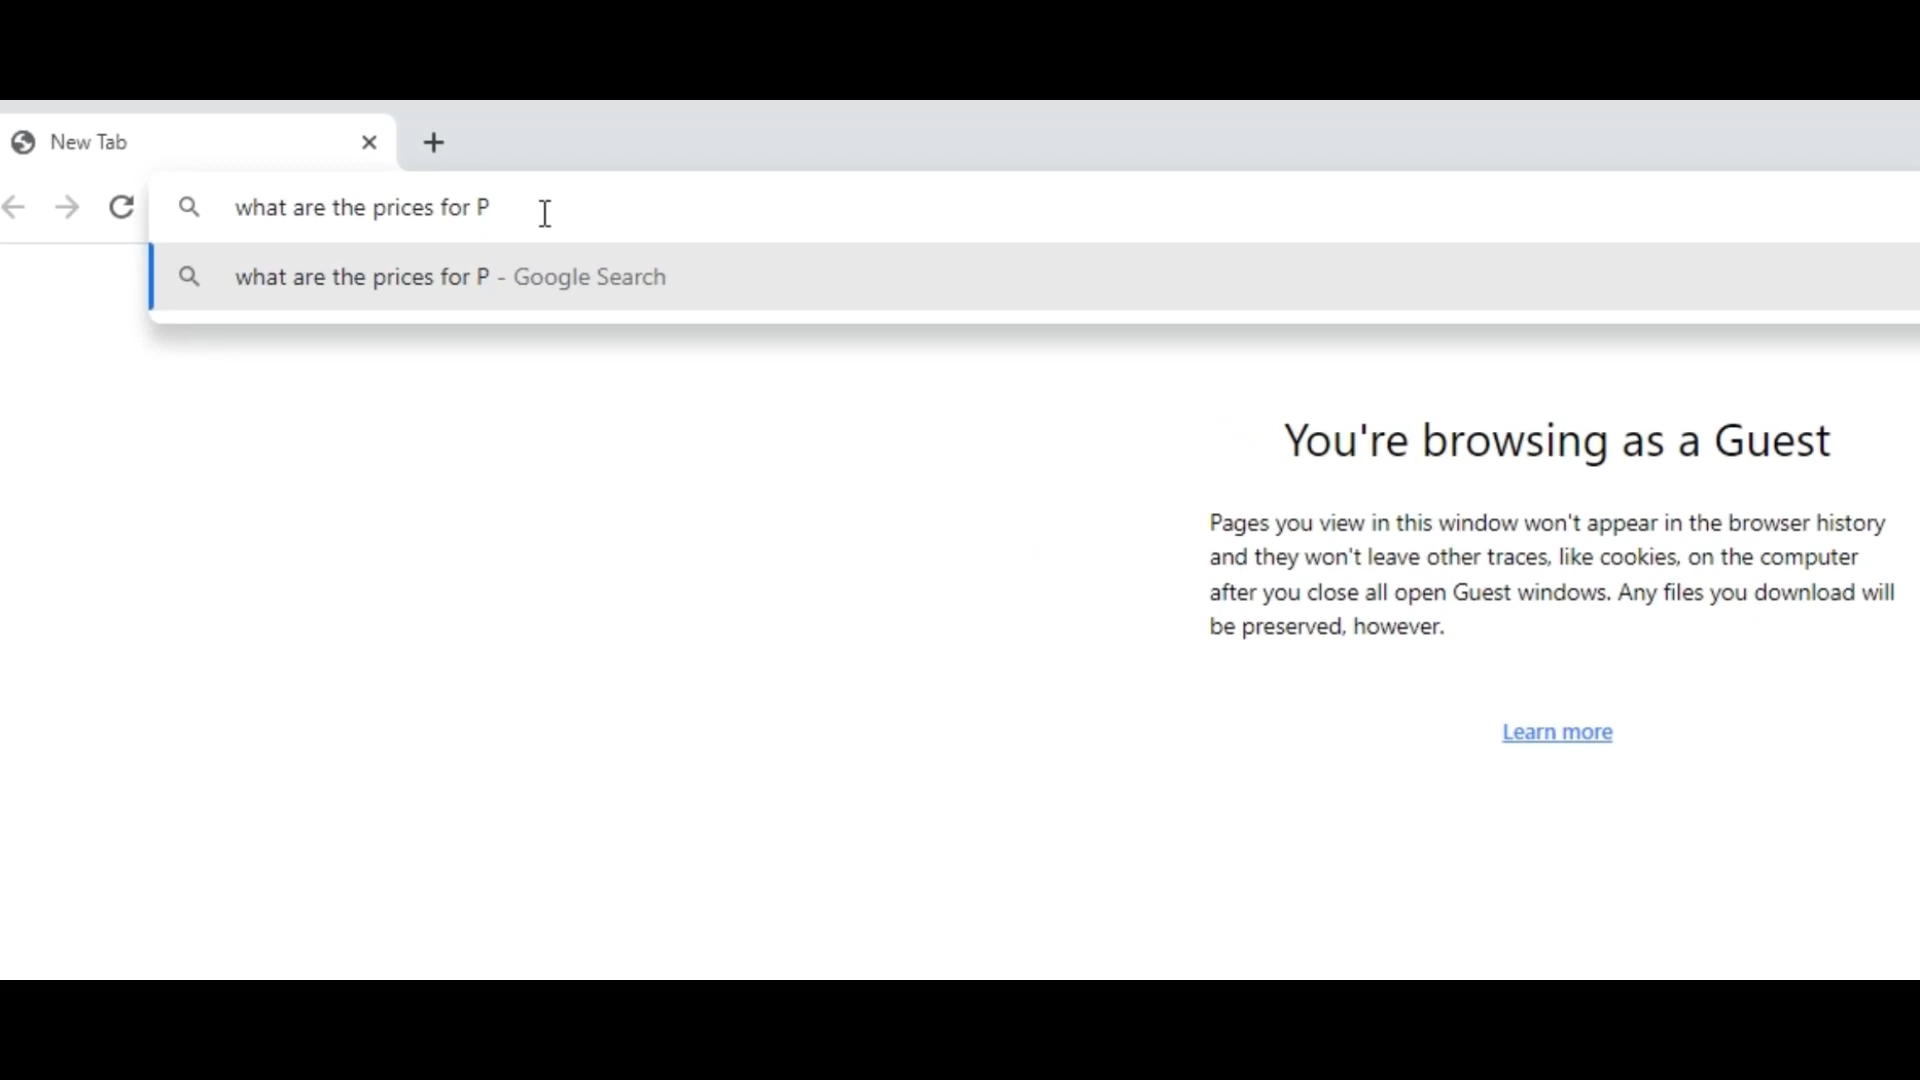 New Tab
what are the prices for P
what are the prices for P - Google Search
You're browsing as a Guest
Pages you view in this window won't appear in the browser history
and they won't leave other traces, like cookies, on the computer
after you close all open Guest windows. Any files you download will
be preserved, however.
Learn more